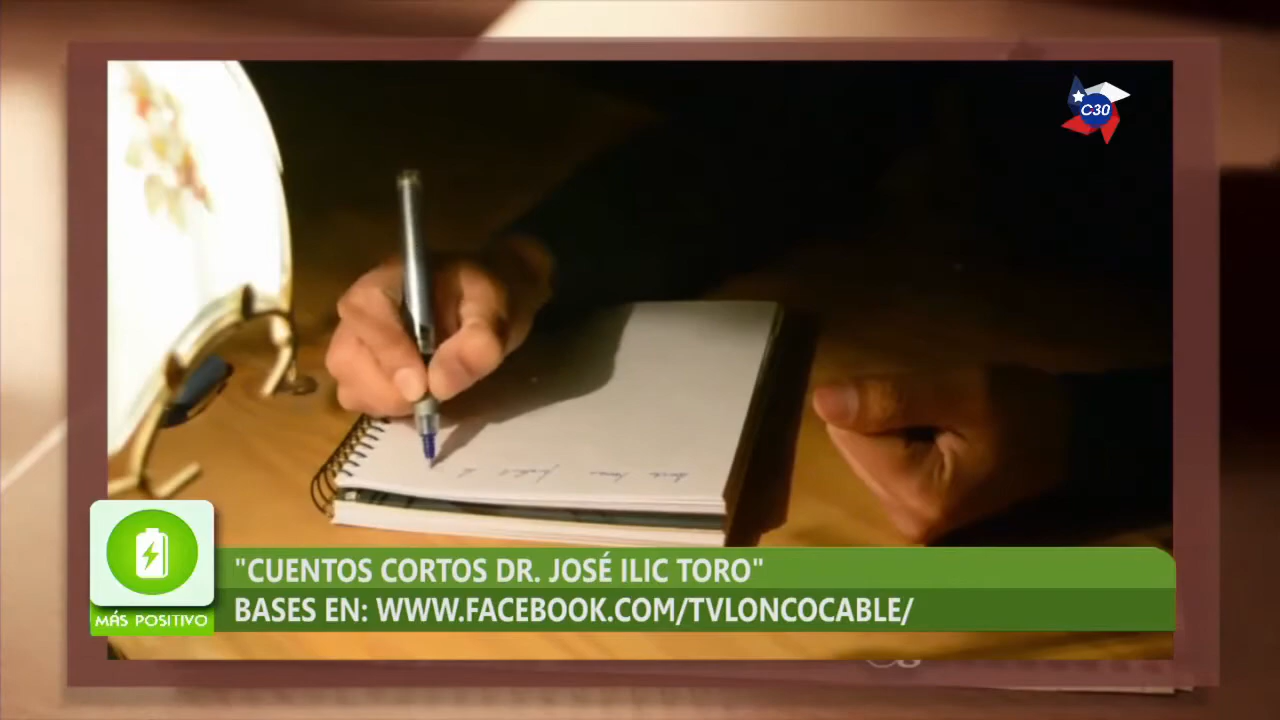 C30
"CUENTOS CORTOS DR. JOSÉ ILIC TORO"
BASES EN: WWW.FACEBOOK.COM/TVLONCOCABLE/
MÁS POSITIVO